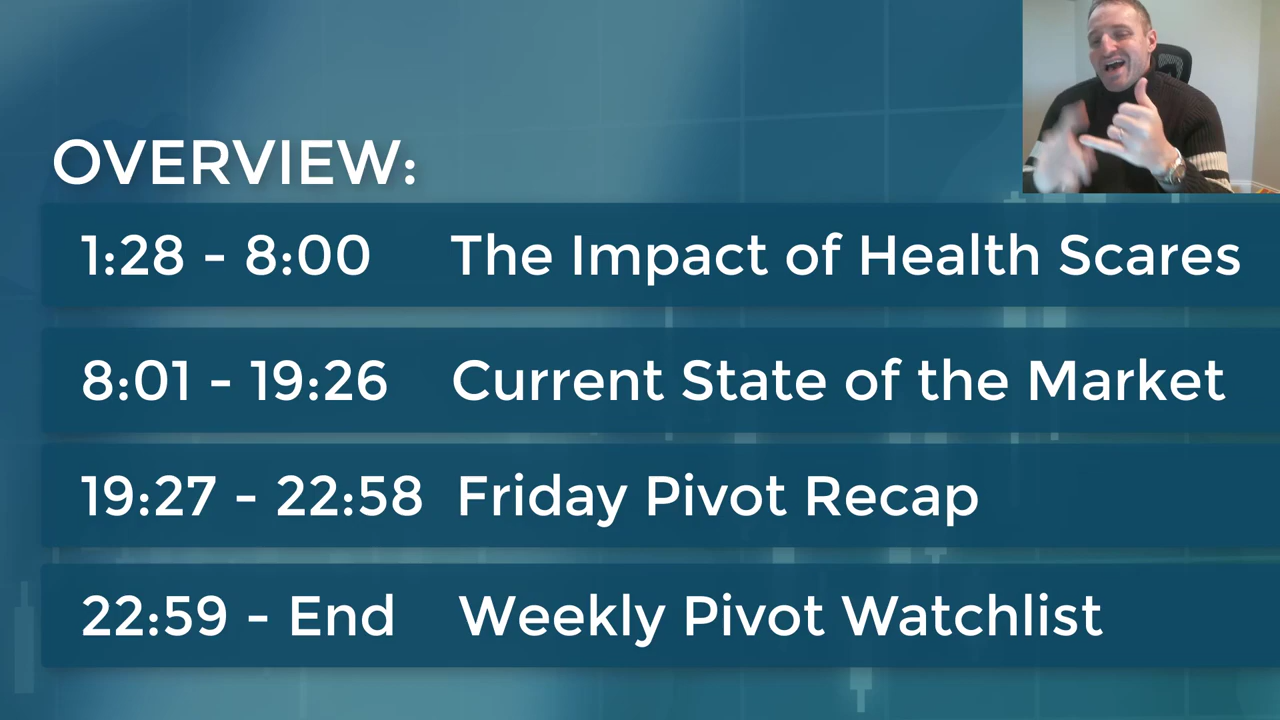 OVERVIEW:
1:28 - 8:00 The Impact of Health Scares
8:01 - 19:26 Current State of the Market
19:27 - 22:58 Friday Pivot Recap
22:59 - End Weekly Pivot Watchlist